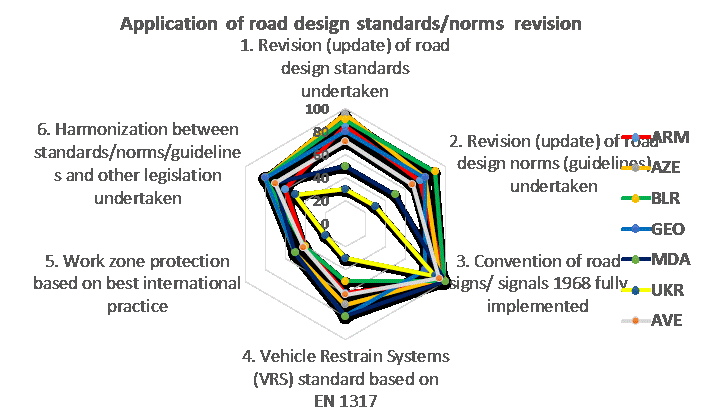 Application of road design standards/norms revision
1. Revision (update) of road
design standards
undertaken
100
80
60
40
20
0
2. Revision (update) of road
design norms (guidelines)
undertaken
3. Convention of road
signs/ signals 1968 fully
implemented
4. Vehicle Restrain Systems
(VRS) standard based on
EN 1317
5. Work zone protection
based on best international
practice
6. Harmonization between
standards/norms/guideline
s and other legislation
undertaken
ARM
AZE
BLR
GEO
MDA
UKR
AVE